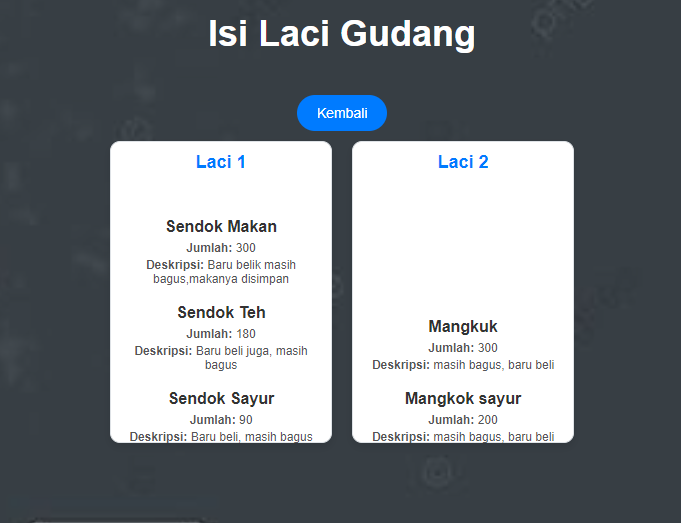 Isi Laci Gudang
Kembali
Laci 1
Sendok Makan
Jumlah: 300
Deskripsi: Baru belik masih
bagus,makanya disimpan
Sendok Teh
Jumlah: 180
Deskripsi: Baru beli juga, masih
bagus
Sendok Sayur
Jumlah: 90
Deskripsi: Baru beli, masih bagus
Laci 2
Mangkuk
Jumlah: 300
Deskripsi: masih bagus, baru beli
Mangkok sayur
Jumlah: 200
Deskripsi: masih bagus, baru beli